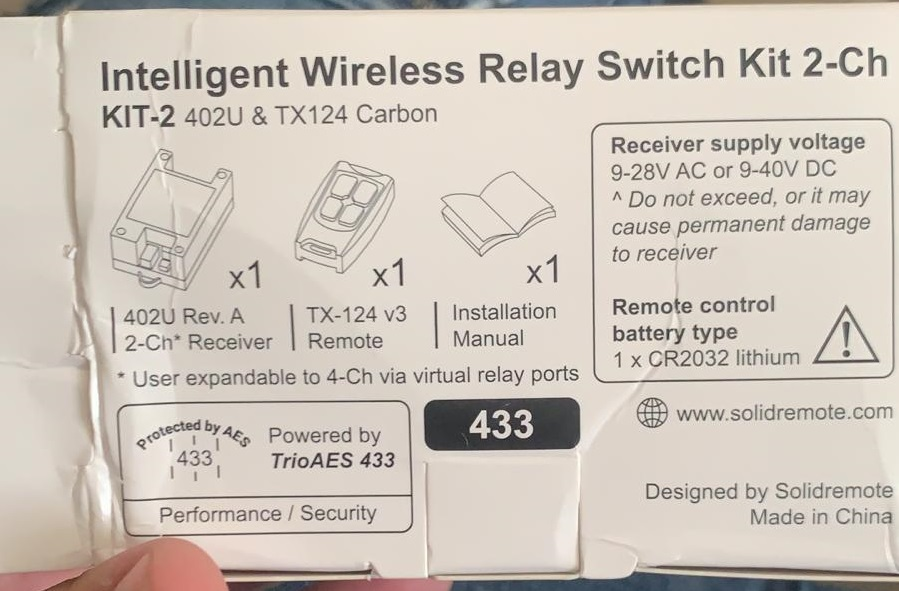 Intelligent Wireless Relay Switch Kit 2-Ch
KIT-2 402U & TX124 Carbon
x1
x1
x1
402U Rev. A
2-Ch* Receiver
TX-124 v3
Remote
Installation
Manual
* User expandable to 4-Ch via virtual relay ports
Receiver supply voltage
9-28V AC or 9-40V DC
^ Do not exceed, or it may
cause permanent damage
to receiver
Remote control
battery type
1 x CR2032 lithium
!
Protected by AES
433
Powered by
TrioAES 433
Performance / Security
433
www.solidremote.com
Designed by Solidremote
Made in China